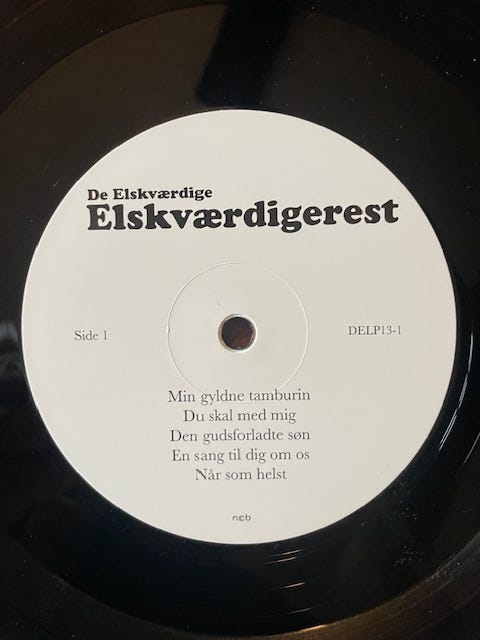 De Elskværdige
Elskværdigerest
Side 1
DELP13-1
Min gyldne tamburin
Du skal med mig
Den gudsforladte søn
En sang til dig om os
Når som helst
n©b